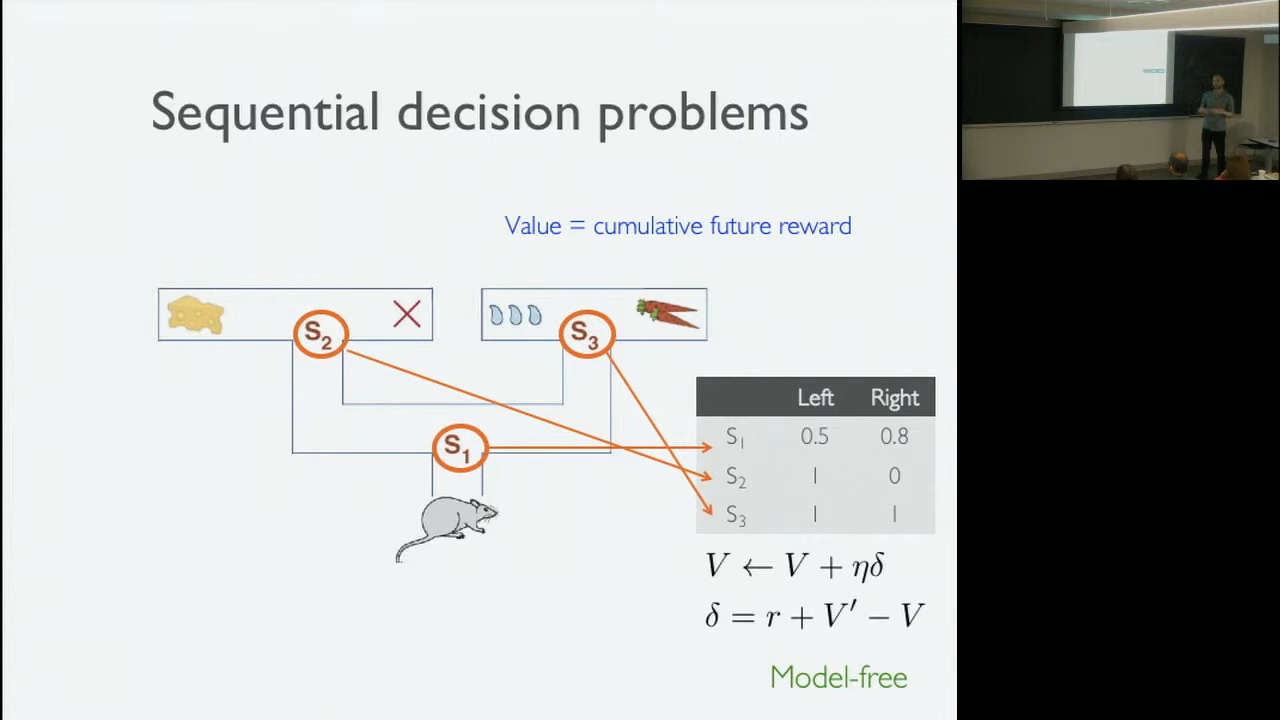 Sequential decision problems
Value = cumulative future reward
S₂
S₃
S₁
Left Right
S₁ 0.5 0.8
S₂ 1 0
S₃ 1 1
V ← V + ηδ
δ = r + V′ − V
Model-free